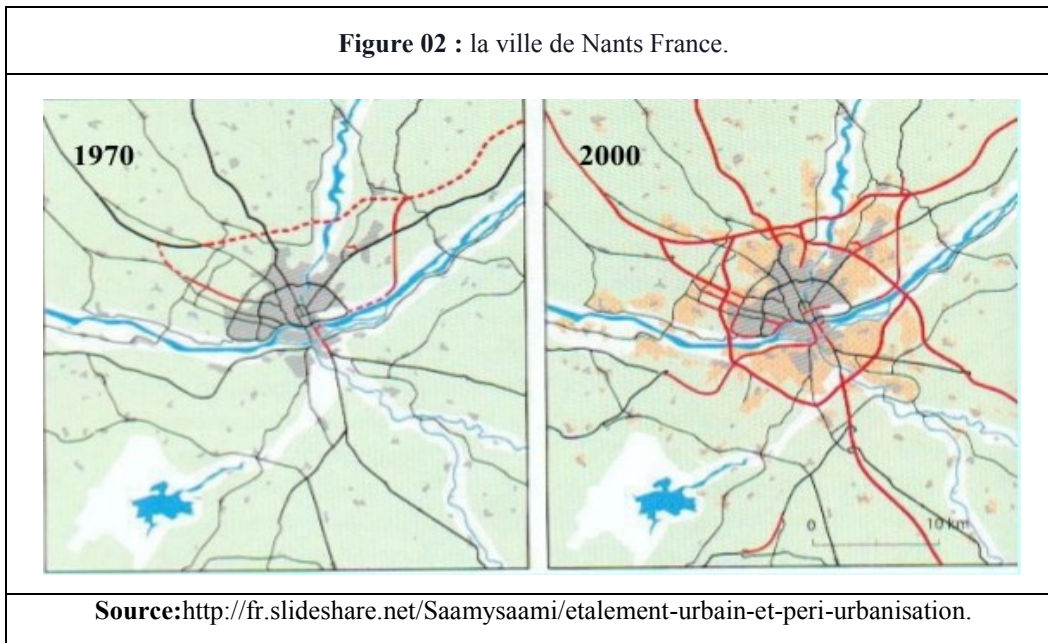 Figure 02 : la ville de Nants France.
1970
2000
0 10 km
Source:http://fr.slideshare.net/Saamysaami/etalement-urbain-et-peri-urbanisation.